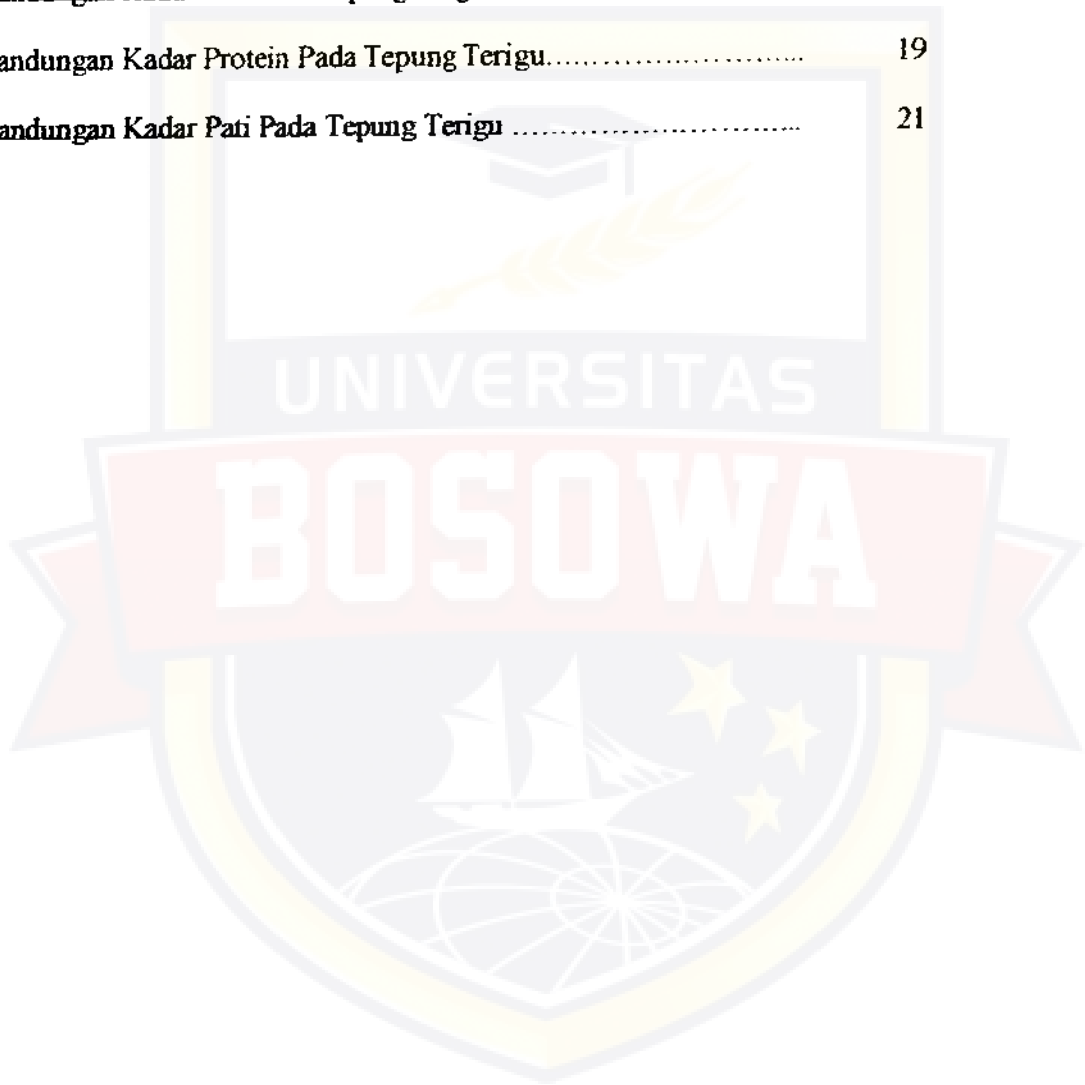 andungan Kadar Protein Pada Tepung Terigu............................ 19
andungan Kadar Pati Pada Tepung Terigu ............................... 21
UNIVERSITAS
BOSOWA